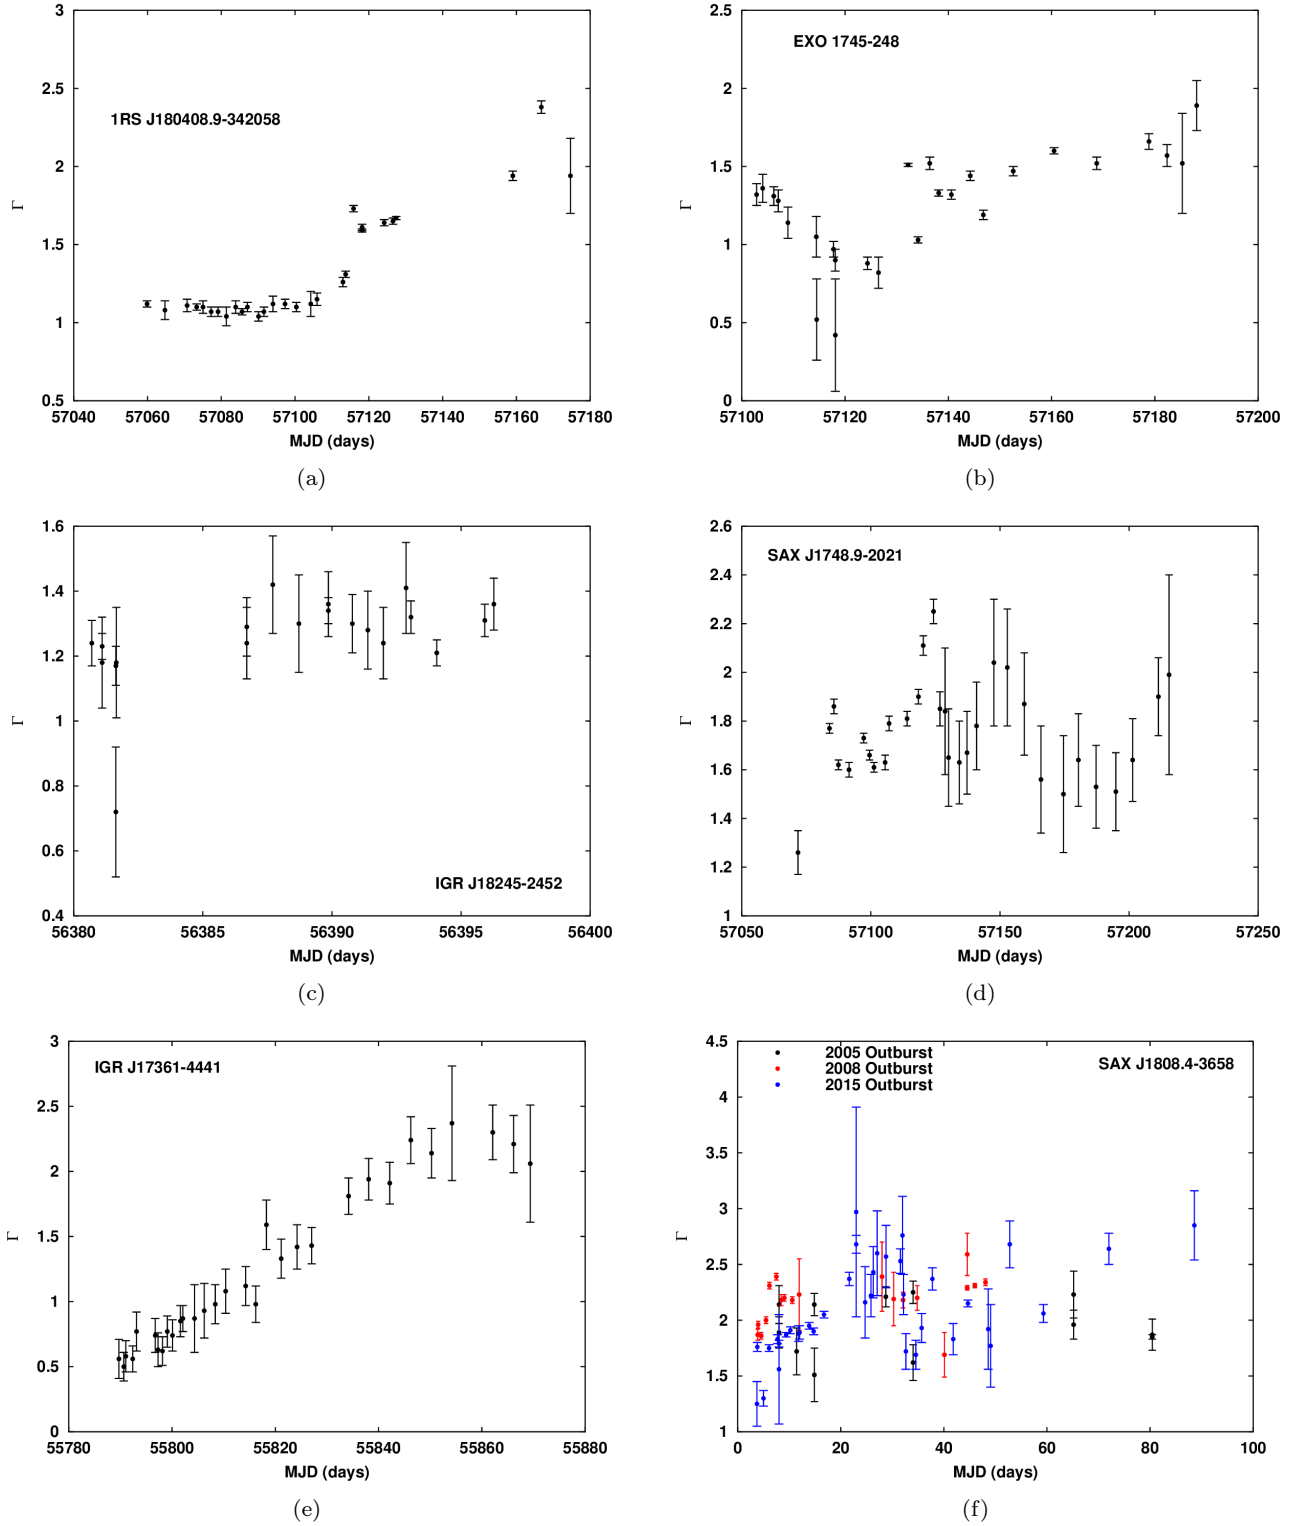 3
2.5
2
1.5
1
0.5
Γ
1RS J180408.9-342058
57040 57060 57080 57100 57120 57140 57160 57180
MJD (days)
(a)
2.5
2
1.5
1
0.5
0
Γ
EXO 1745-248
57100 57120 57140 57160 57180 57200
MJD (days)
(b)
1.6
1.4
1.2
1
0.8
0.6
0.4
Γ
IGR J18245-2452
56380 56385 56390 56395 56400
MJD (days)
(c)
2.6
2.4
2.2
2
1.8
1.6
1.4
1.2
1
Γ
SAX J1748.9-2021
57050 57100 57150 57200 57250
MJD (days)
(d)
3
2.5
2
1.5
1
0.5
0
Γ
IGR J17361-4441
55780 55800 55820 55840 55860 55880
MJD (days)
(e)
4.5
4
3.5
3
2.5
2
1.5
1
Γ
2005 Outburst
2008 Outburst
2015 Outburst
SAX J1808.4-3658
0 20 40 60 80 100
MJD (days)
(f)